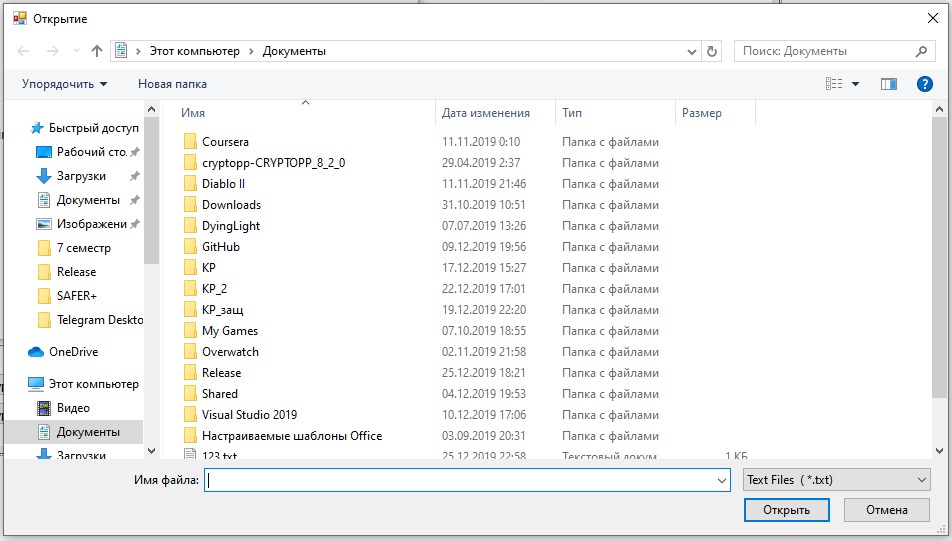 Открытие
Этот компьютер > Документы
Поиск: Документы
Упорядочить Новая папка
Имя Дата изменения Тип Размер
Быстрый доступ
Рабочий сто.
Загрузки
Документы
Изображени
7 семестр
Release
SAFER+
Telegram Deskto
OneDrive
Этот компьютер
Видео
Документы
Загрузки
Coursera 11.11.2019 0:10 Папка с файлами
cryptopp-CRYPTOPP_8_2_0 29.04.2019 2:37 Папка с файлами
Diablo II 11.11.2019 21:46 Папка с файлами
Downloads 31.10.2019 10:51 Папка с файлами
DyingLight 07.07.2019 13:26 Папка с файлами
GitHub 09.12.2019 19:56 Папка с файлами
КР 17.12.2019 15:27 Папка с файлами
КР_2 22.12.2019 17:01 Папка с файлами
КР_защ 19.12.2019 22:20 Папка с файлами
My Games 07.10.2019 18:55 Папка с файлами
Overwatch 02.11.2019 21:58 Папка с файлами
Release 25.12.2019 18:21 Папка с файлами
Shared 04.12.2019 19:53 Папка с файлами
Visual Studio 2019 10.12.2019 17:06 Папка с файлами
Настраиваемые шаблоны Office 03.09.2019 20:31 Папка с файлами
123.txt 25.12.2019 22:58 Текстовый докум... 1 КБ
Имя файла: Text Files ( *.txt)
Открыть Отмена